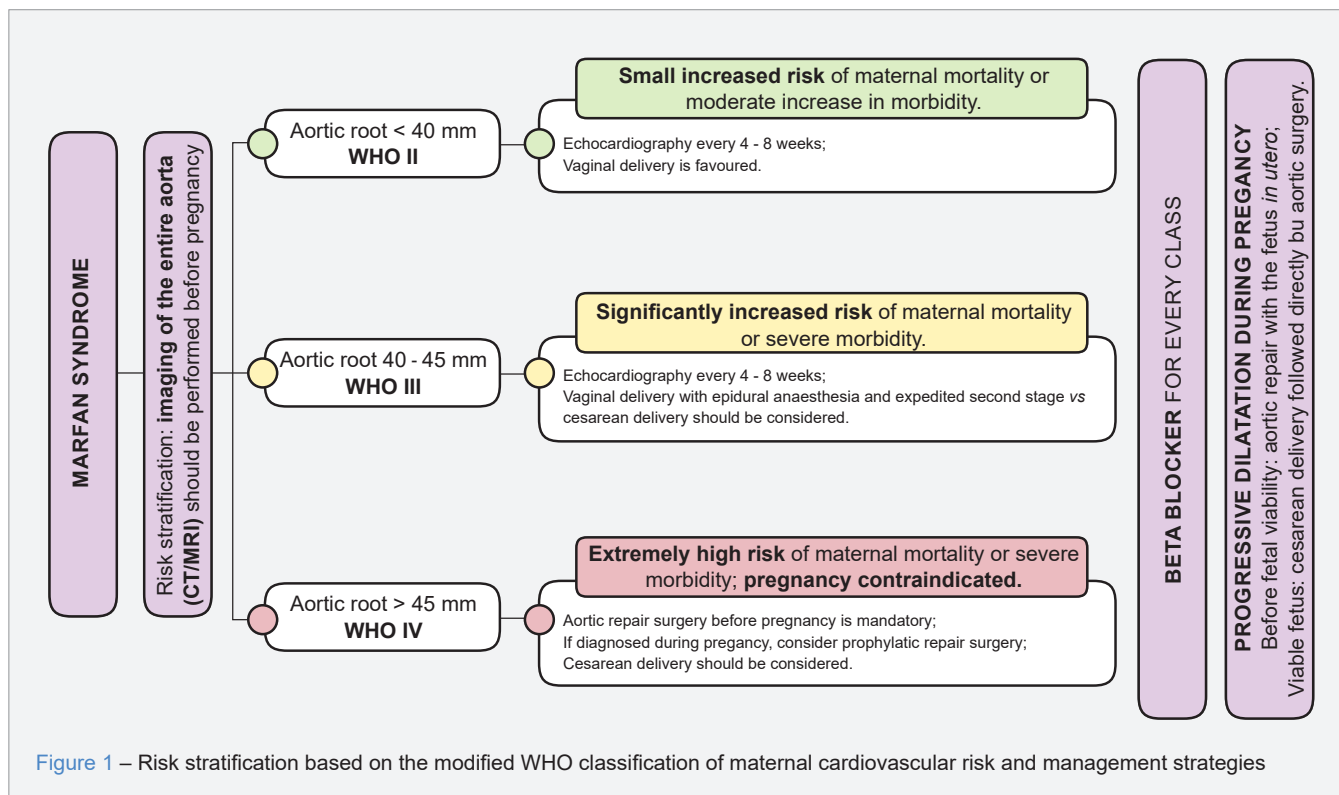 MARFAN SYNDROME
Risk stratification: imaging of the entire aorta
(CT/MRI) should be performed before pregnancy
Aortic root < 40 mm
WHO II
Small increased risk of maternal mortality or
moderate increase in morbidity.
Echocardiography every 4 - 8 weeks;
Vaginal delivery is favoured.
Aortic root 40 - 45 mm
WHO III
Significantly increased risk of maternal mortality
or severe morbidity.
Echocardiography every 4 - 8 weeks;
Vaginal delivery with epidural anaesthesia and expedited second stage vs
cesarean delivery should be considered.
Aortic root > 45 mm
WHO IV
Extremely high risk of maternal mortality or severe
morbidity; pregnancy contraindicated.
Aortic repair surgery before pregnancy is mandatory;
If diagnosed during pregancy, consider prophylatic repair surgery;
Cesarean delivery should be considered.
BETA BLOCKER FOR EVERY CLASS
PROGRESSIVE DILATATION DURING PREGANCY
Before fetal viability: aortic repair with the fetus in utero;
Viable fetus: cesarean delivery followed directly bu aortic surgery.
Figure 1 – Risk stratification based on the modified WHO classification of maternal cardiovascular risk and management strategies